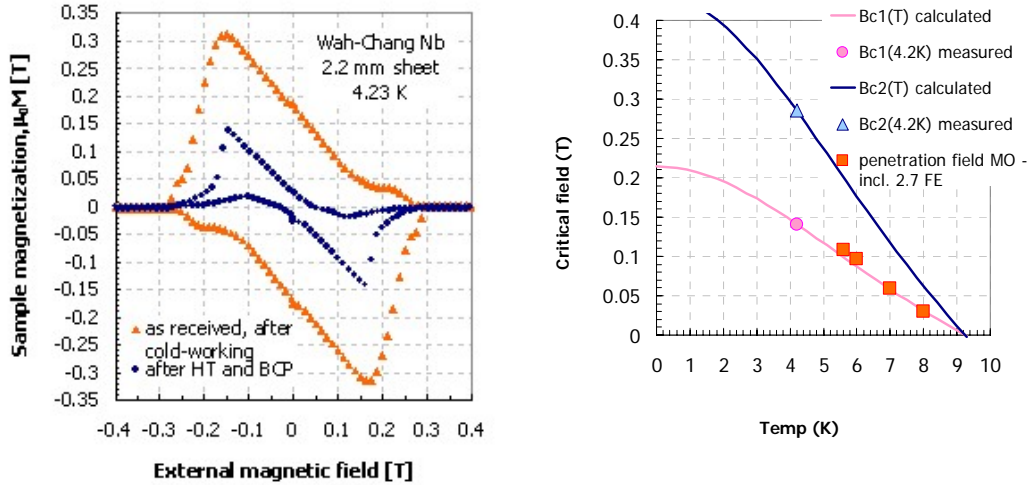 Sample magnetization,μ₀M [T]
0.35
0.3
0.25
0.2
0.15
0.1
0.05
0
-0.05
-0.1
-0.15
-0.2
-0.25
-0.3
-0.35
Wah-Chang Nb
2.2 mm sheet
4.23 K
as received, after
cold-working
after HT and BCP
-0.4 -0.3 -0.2 -0.1 0 0.1 0.2 0.3 0.4
External magnetic field [T]
Critical field (T)
0.4
0.3
0.2
0.15
0.1
0.05
0
Bc1(T) calculated
Bc1(4.2K) measured
Bc2(T) calculated
Bc2(4.2K) measured
penetration field MO -
incl. 2.7 FE
0 1 2 3 4 5 6 7 8 9 10
Temp (K)